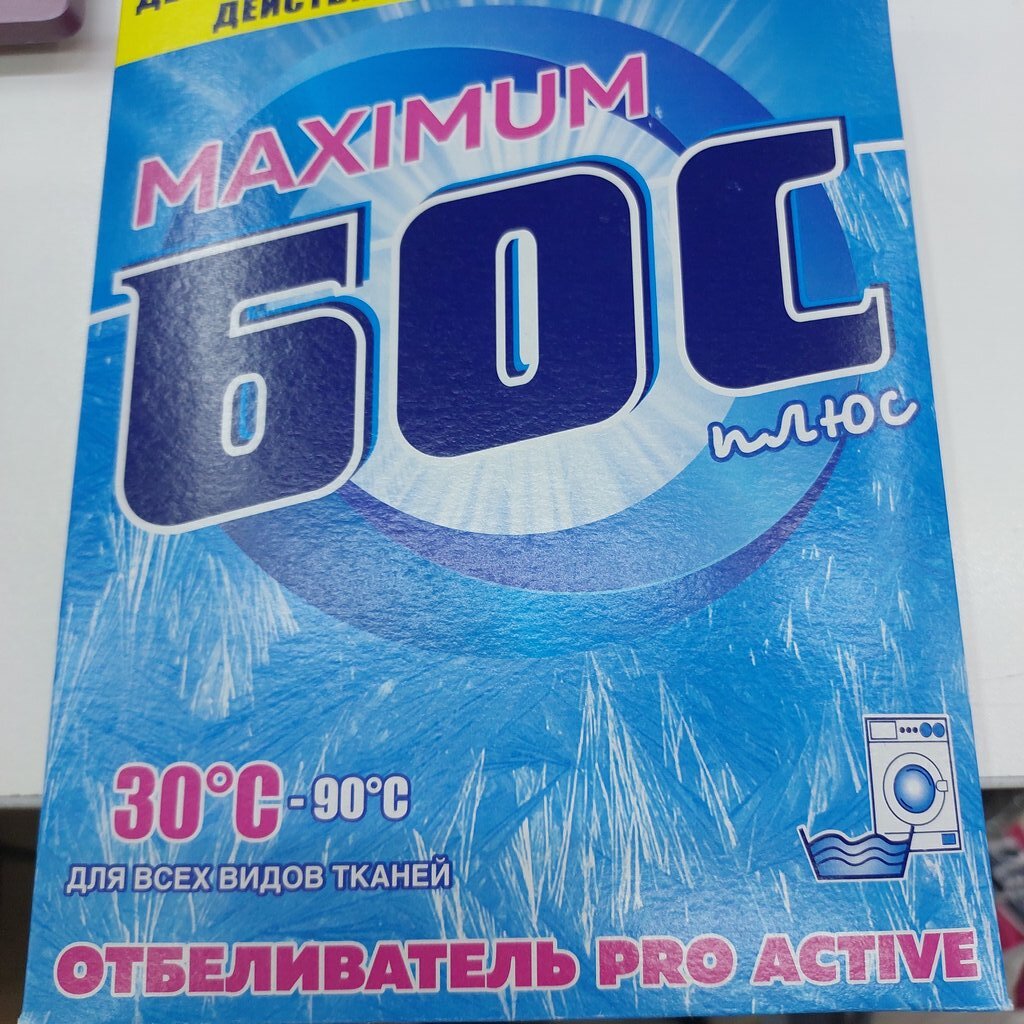 MAXIMUM
БОС
плюс
30°C - 90°C
ДЛЯ ВСЕХ ВИДОВ ТКАНЕЙ
ОТБЕЛИВАТЕЛЬ PRO ACTIVE